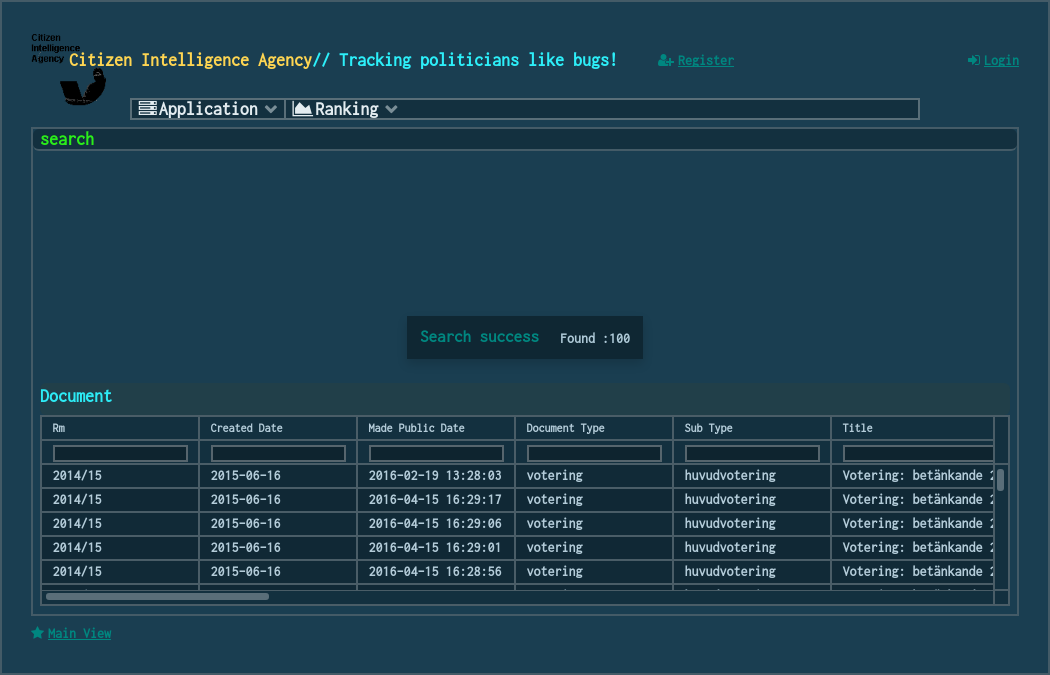 Citizen
Intelligence
Agency
Citizen Intelligence Agency// Tracking politicians like bugs!
Register
Login
Application
Ranking
search
Search success Found :100
Document
Rm Created Date Made Public Date Document Type Sub Type Title
2014/15 2015-06-16 2016-02-19 13:28:03 votering huvudvotering Votering: betänkande
2014/15 2015-06-16 2016-04-15 16:29:17 votering huvudvotering Votering: betänkande
2014/15 2015-06-16 2016-04-15 16:29:06 votering huvudvotering Votering: betänkande
2014/15 2015-06-16 2016-04-15 16:29:01 votering huvudvotering Votering: betänkande
2014/15 2015-06-16 2016-04-15 16:28:56 votering huvudvotering Votering: betänkande
Main View